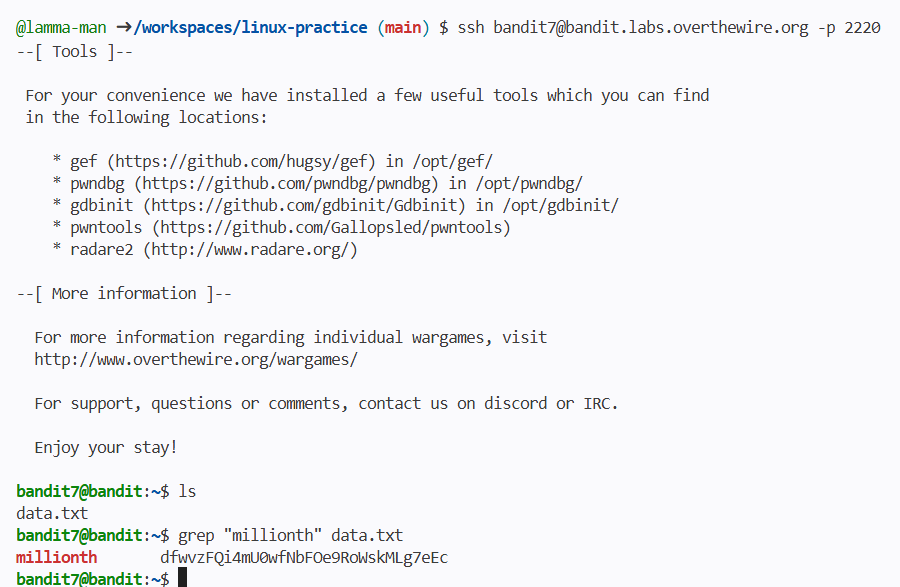 @lamma-man ➜/workspaces/linux-practice (main) $ ssh bandit7@bandit.labs.overthewire.org -p 2220
--[ Tools ]--
For your convenience we have installed a few useful tools which you can find
in the following locations:
* gef (https://github.com/hugsy/gef) in /opt/gef/
* pwndbg (https://github.com/pwndbg/pwndbg) in /opt/pwndbg/
* gdbinit (https://github.com/gdbinit/Gdbinit) in /opt/gdbinit/
* pwntools (https://github.com/Gallopsled/pwntools)
* radare2 (http://www.radare.org/)
--[ More information ]--
For more information regarding individual wargames, visit
http://www.overthewire.org/wargames/
For support, questions or comments, contact us on discord or IRC.
Enjoy your stay!
bandit7@bandit:~$ ls
data.txt
bandit7@bandit:~$ grep "millionth" data.txt
millionth dfwvzFQi4mU0wfNbFOe9RoWskMLg7eEc
bandit7@bandit:~$